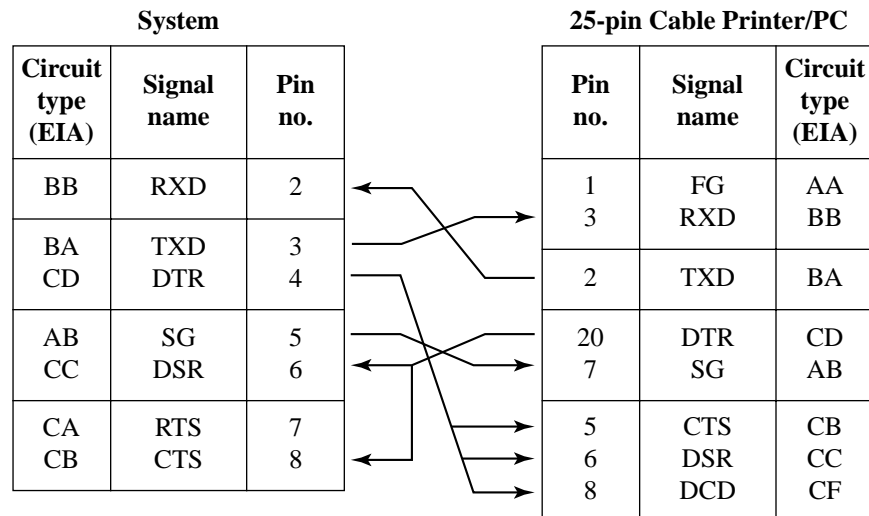 System
Circuit type (EIA) Signal name Pin no.
BB RXD 2
BA TXD 3
CD DTR 4
AB SG 5
CC DSR 6
CA RTS 7
CB CTS 8
25-pin Cable Printer/PC
Pin no. Signal name Circuit type (EIA)
1 FG AA
3 RXD BB
2 TXD BA
20 DTR CD
7 SG AB
5 CTS CB
6 DSR CC
8 DCD CF